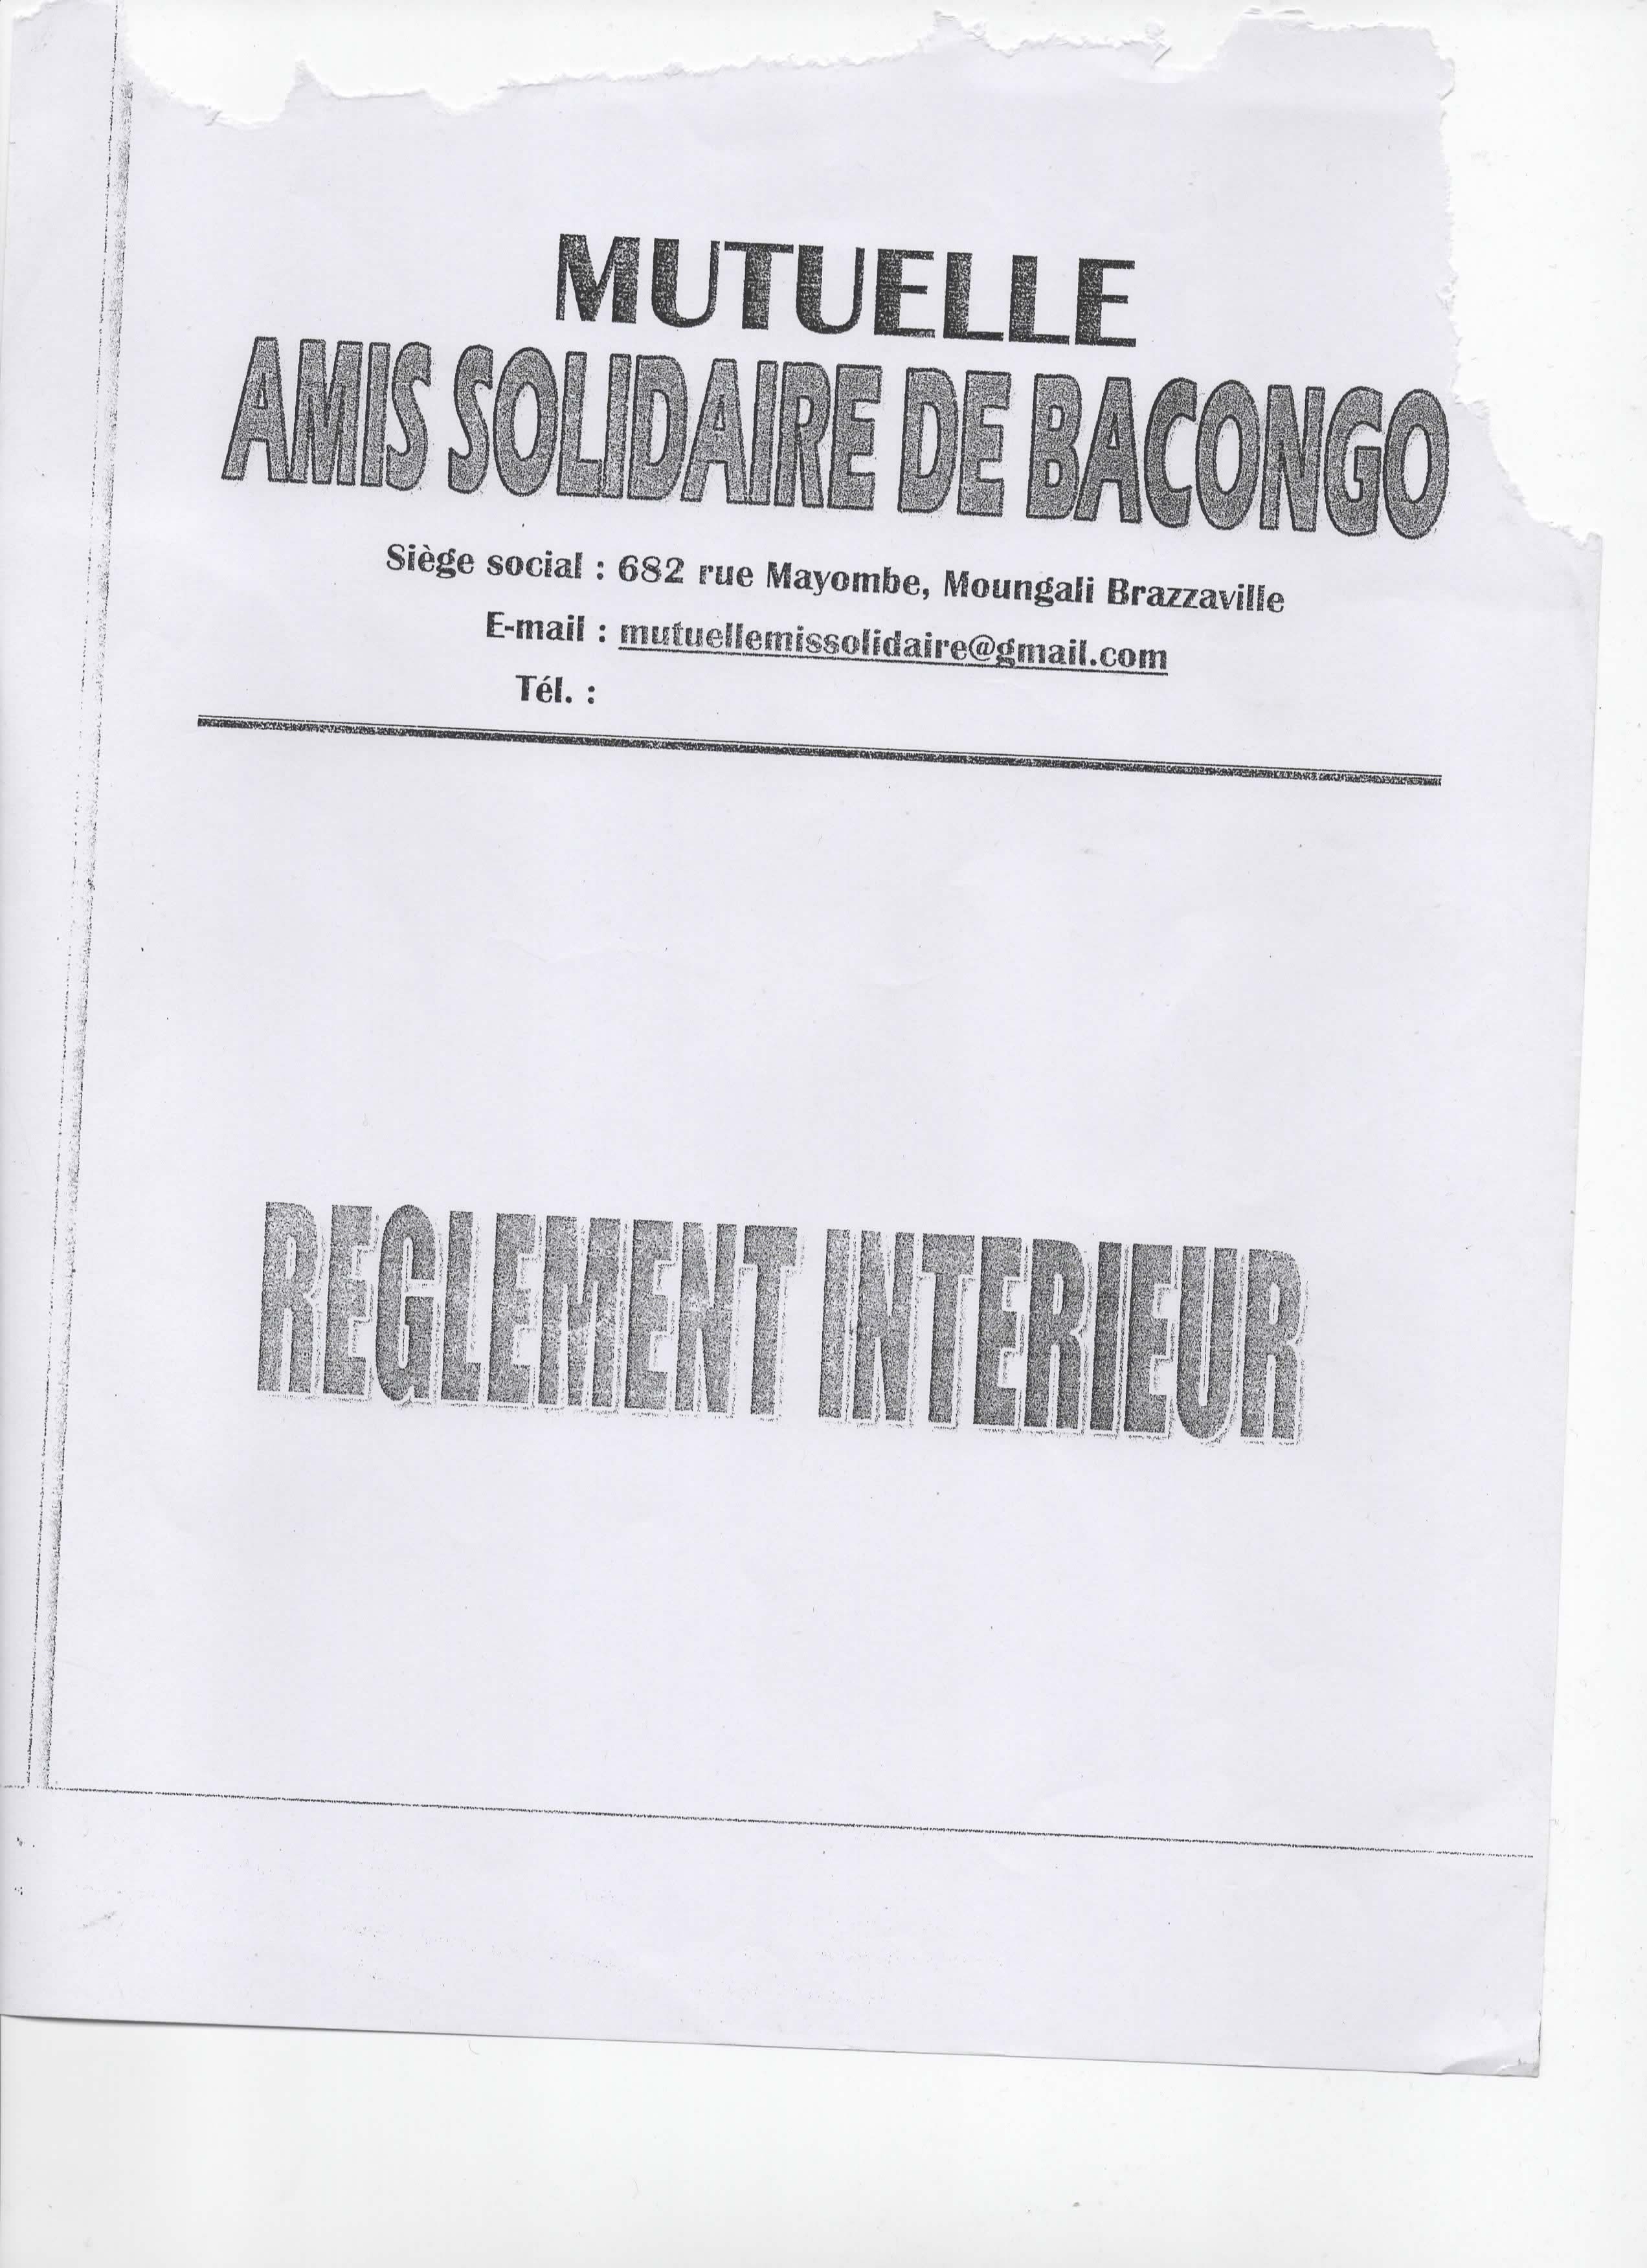 MUTUELLE
AMIS SOLIDAIRE DE BACONGO
Siège social : 682 rue Mayombe, Moungali Brazzaville
E-mail : mutuellemissolidaire@gmail.com
Tél. :
REGLEMENT INTERIEUR